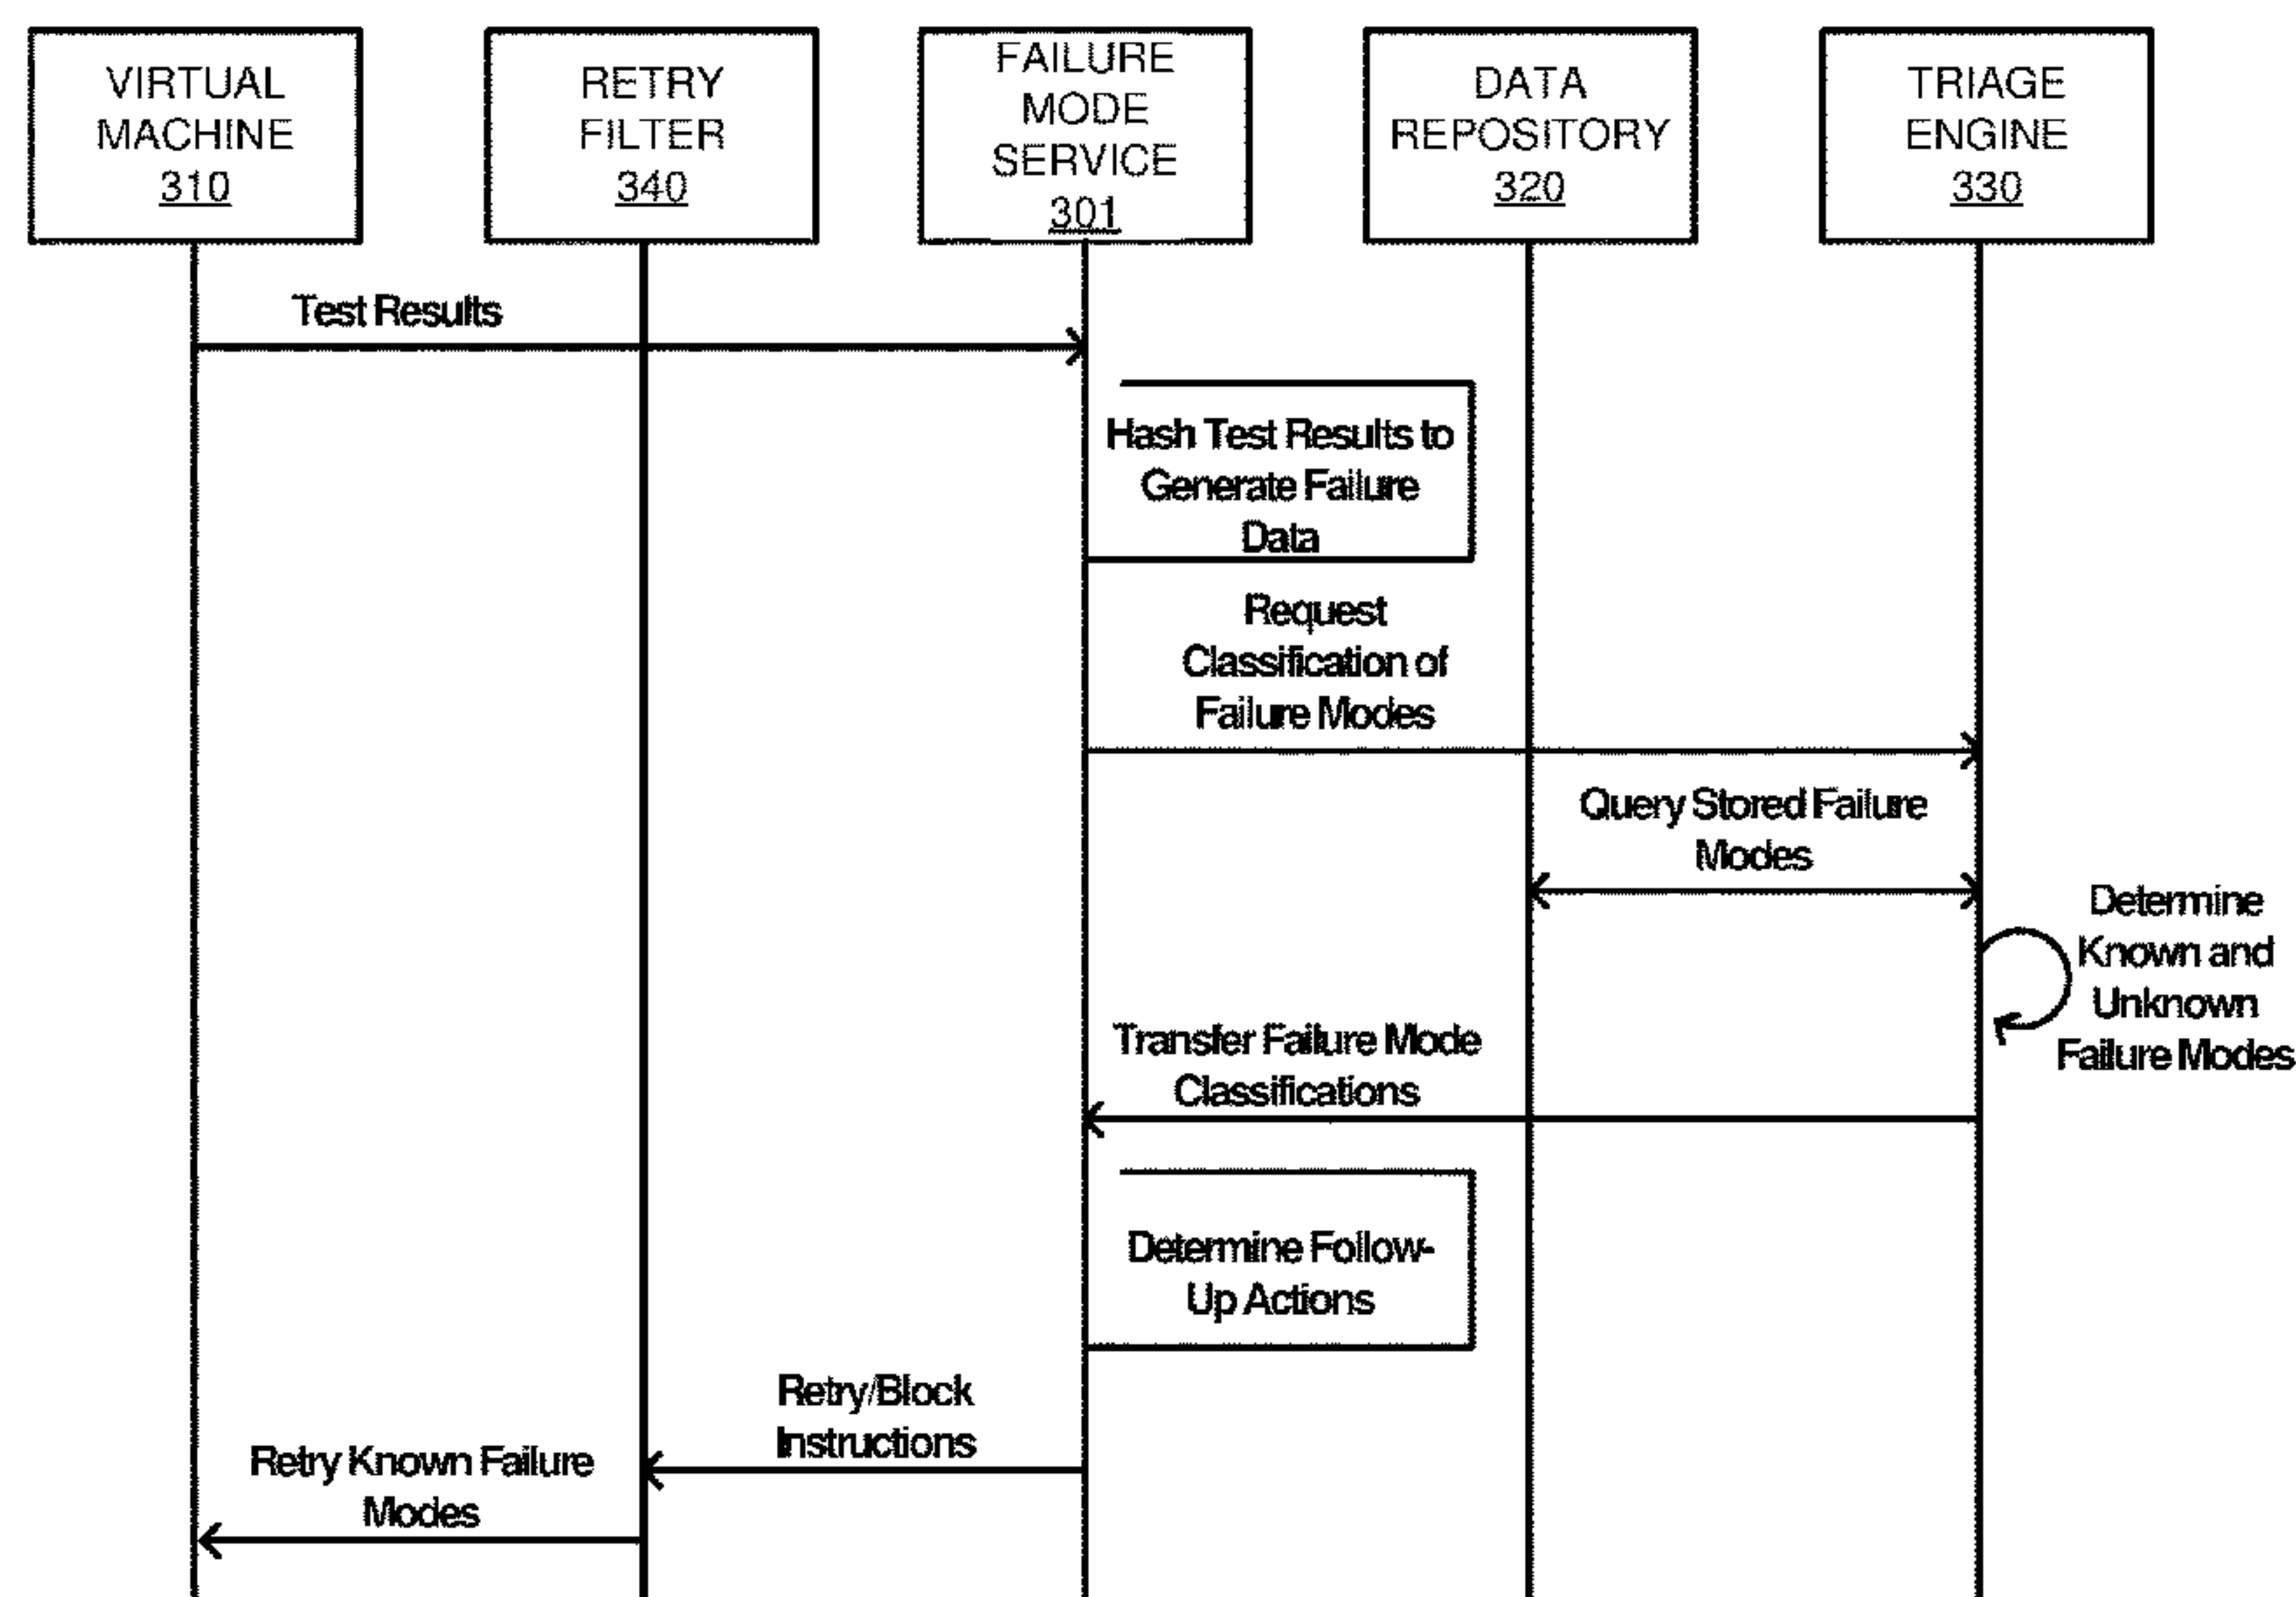 VIRTUAL
MACHINE
310
RETRY
FILTER
340
FAILURE
MODE
SERVICE
301
DATA
REPOSITORY
320
TRIAGE
ENGINE
330
Test Results
Hash Test Results to
Generate Failure
Data
Request
Classification of
Failure Modes
Query Stored Failure
Modes
Determine
Known and
Unknown
Failure Modes
Transfer Failure Mode
Classifications
Determine Follow-
Up Actions
Retry/Block
Instructions
Retry Known Failure
Modes